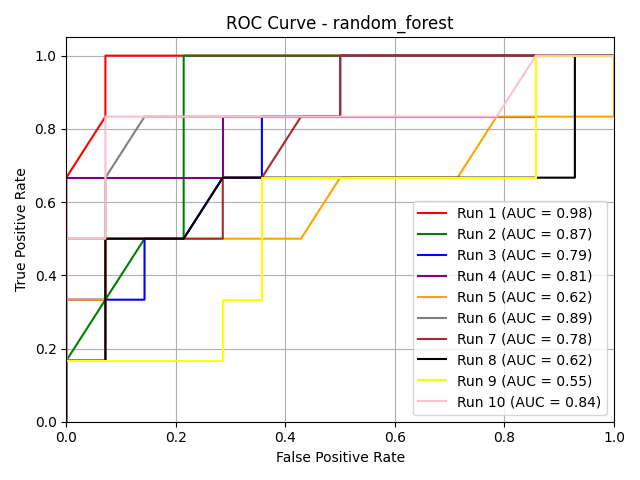 ROC Curve - random_forest
1.0
0.8
0.6
0.4
0.2
0.0
True Positive Rate
Run 1 (AUC = 0.98)
Run 2 (AUC = 0.87)
Run 3 (AUC = 0.79)
Run 4 (AUC = 0.81)
Run 5 (AUC = 0.62)
Run 6 (AUC = 0.89)
Run 7 (AUC = 0.78)
Run 8 (AUC = 0.62)
Run 9 (AUC = 0.55)
Run 10 (AUC = 0.84)
0.0 0.2 0.4 0.6 0.8 1.0
False Positive Rate